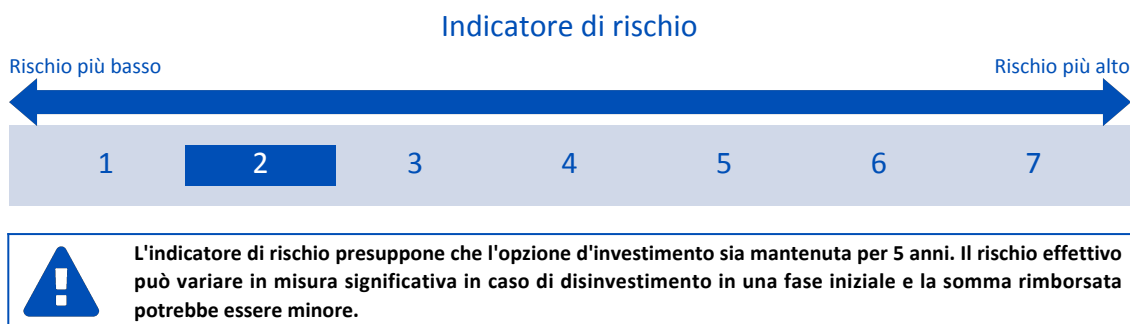 Indicatore di rischio
Rischio più basso Rischio più alto
1 2 3 4 5 6 7
L'indicatore di rischio presuppone che l'opzione d'investimento sia mantenuta per 5 anni. Il rischio effettivo
può variare in misura significativa in caso di disinvestimento in una fase iniziale e la somma rimborsata
potrebbe essere minore.